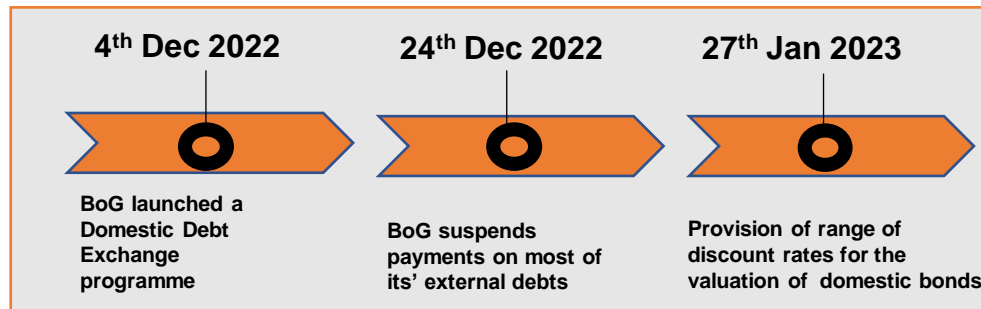 4th Dec 2022
24th Dec 2022
27th Jan 2023
BoG launched a
Domestic Debt
Exchange
programme
BoG suspends
payments on most of
its’ external debts
Provision of range of
discount rates for the
valuation of domestic bonds